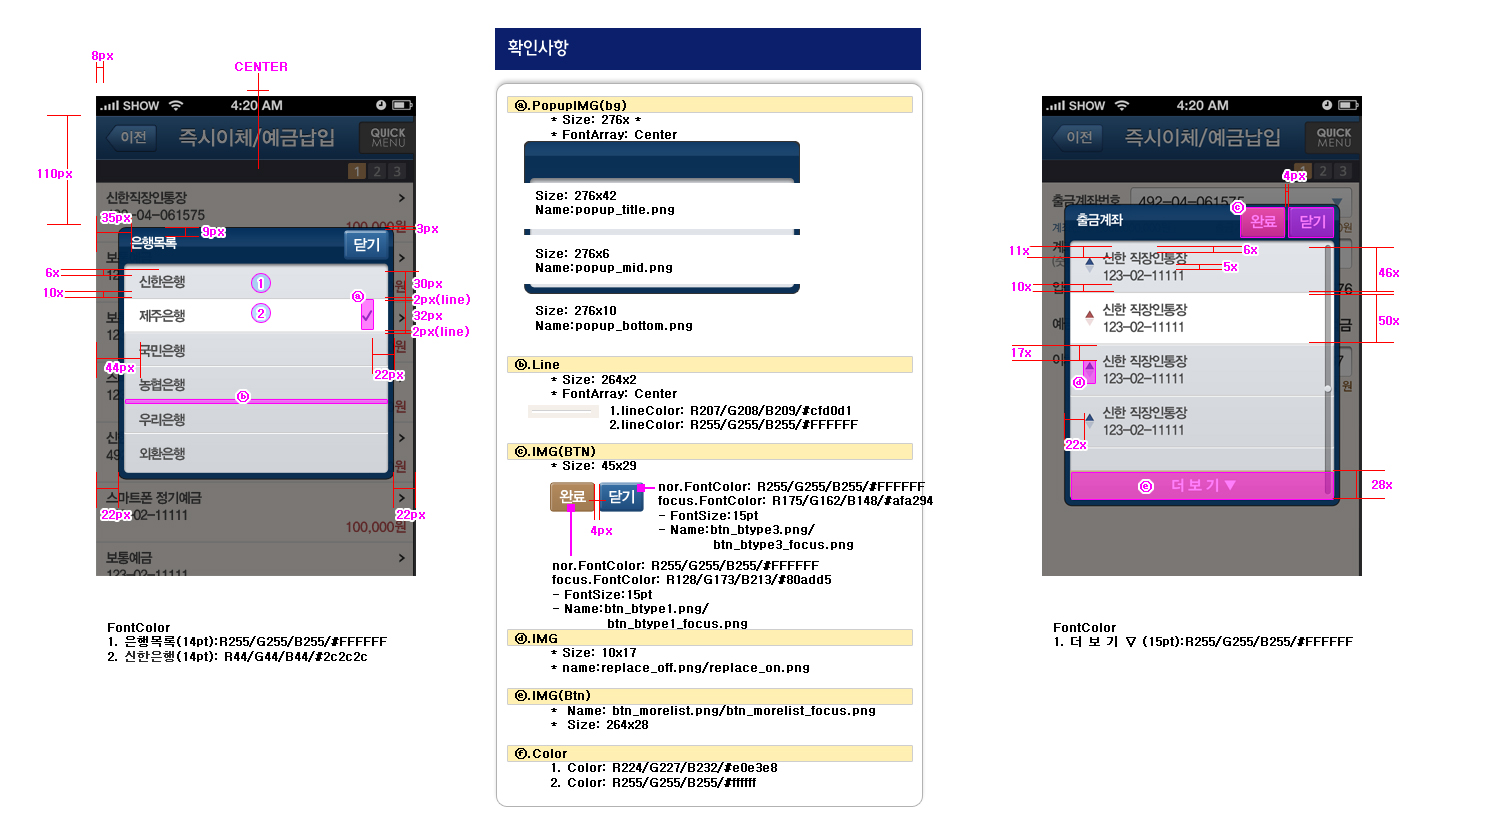 8px
CENTER
SHOW
4:20 AM
이전
즉시이체/예금납입
QUICK
MENU
1 2 3
110px
신한직장인통장
-04-061575
35px
9px
100,000원
3px
은행목록
닫기
6x
신한은행
1
30px
10x
ⓐ
2px(line)
제주은행
2
32px
2px(line)
국민은행
44px
22px
농협은행
ⓑ
우리은행
외환은행
스마트폰 정기예금
22px
02-11111
22px
100,000원
보통예금
123-02-11111
FontColor
1. 은행목록(14pt):R255/G255/B255/#FFFFFF
2. 신한은행(14pt): R44/G44/B44/#2c2c2c
확인사항
ⓐ.PopupIMG(bg)
* Size: 276x *
* FontArray: Center
Size: 276x42
Name:popup_title.png
Size: 276x6
Name:popup_mid.png
Size: 276x10
Name:popup_bottom.png
ⓑ.Line
* Size: 264x2
* FontArray: Center
1.lineColor: R207/G208/B209/#cfd0d1
2.lineColor: R255/G255/B255/#FFFFFF
ⓒ.IMG(BTN)
* Size: 45x29
완료
닫기
4px
nor.FontColor: R255/G255/B255/#FFFFFF
focus.FontColor: R175/G162/B148/#afa294
- FontSize:15pt
- Name:btn_btype3.png/
btn_btype3_focus.png
nor.FontColor: R255/G255/B255/#FFFFFF
focus.FontColor: R128/G173/B213/#80add5
- FontSize:15pt
- Name:btn_btype1.png/
btn_btype1_focus.png
ⓓ.IMG
* Size: 10x17
* name:replace_off.png/replace_on.png
ⓔ.IMG(Btn)
* Name: btn_morelist.png/btn_morelist_focus.png
* Size: 264x28
ⓕ.Color
1. Color: R224/G227/B232/#e0e3e8
2. Color: R255/G255/B255/#ffffff
SHOW
4:20 AM
이전
즉시이체/예금납입
QUICK
MENU
1 2 3
4px
출금계좌번호
492-04-061575
ⓒ
출금계좌
완료
닫기
11x
신한 직장인통장
123-02-11111
6x
5x
46x
10x
신한 직장인통장
123-02-11111
50x
17x
신한 직장인통장
123-02-11111
ⓓ
신한 직장인통장
123-02-11111
22x
ⓔ
더 보 기 ▼
28x
FontColor
1. 더 보 기 ▽ (15pt):R255/G255/B255/#FFFFFF